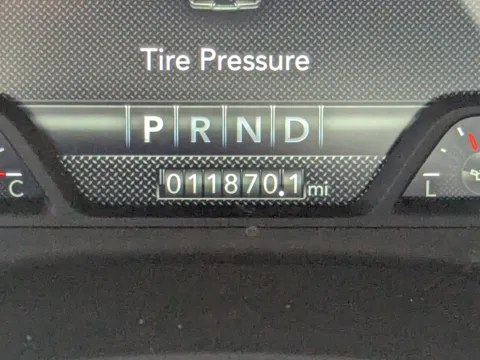 Tire Pressure
P R N D
011870.1 mi
C
L